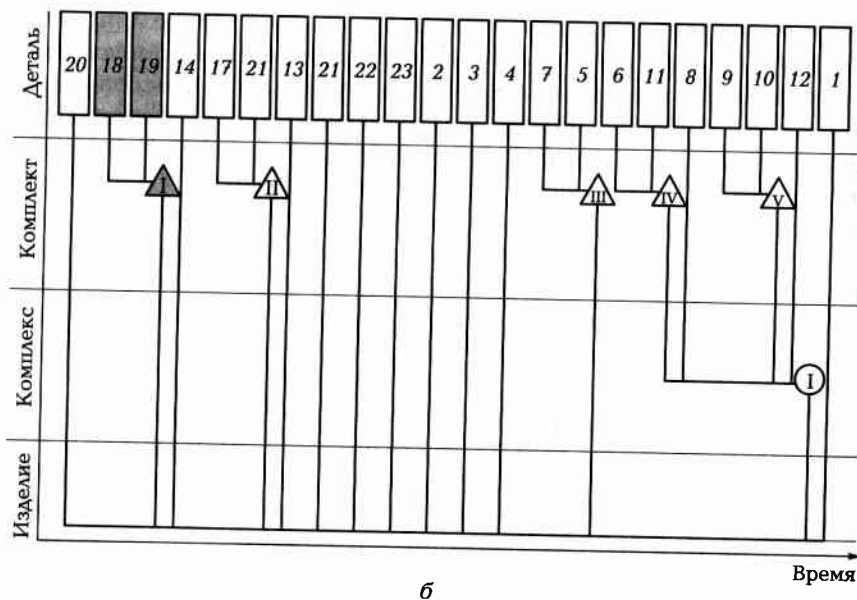 Деталь
20 18 19 14 17 21 13 21 22 23 2 3 4 7 5 6 11 8 9 10 12 1
Комплект
I II III IV V
Комплекс
I
Изделие
Время
б